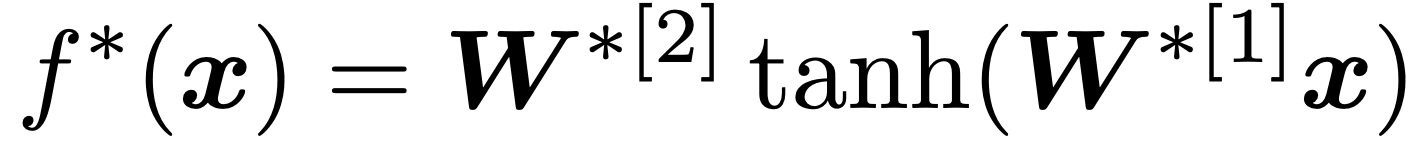 f*(x) = W*[2] tanh(W*[1]x)